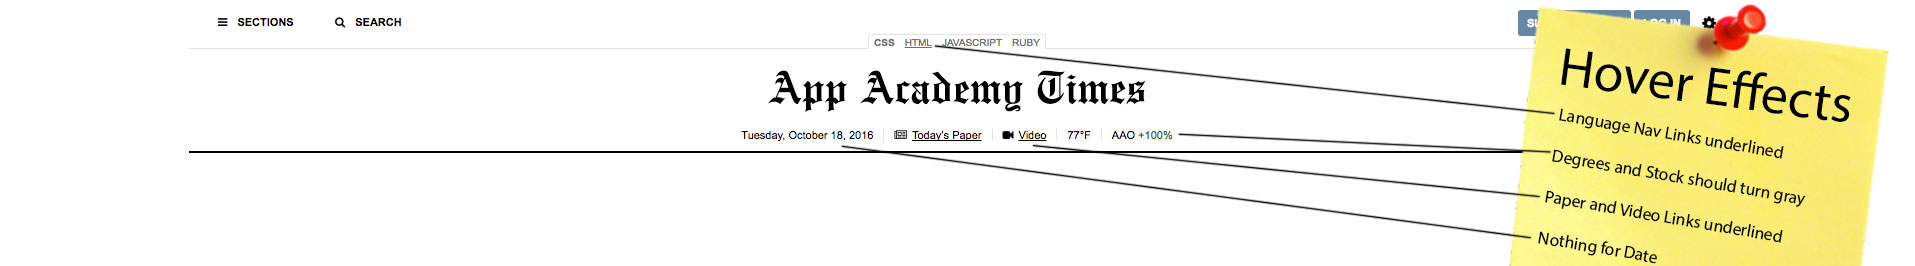 SECTIONS SEARCH LOG IN
CSS HTML JAVASCRIPT RUBY
App Academy Times
Tuesday, October 18, 2016 Today's Paper Video 77°F AAO +100%
Hover Effects
Language Nav Links underlined
Degrees and Stock should turn gray
Paper and Video Links underlined
Nothing for Date